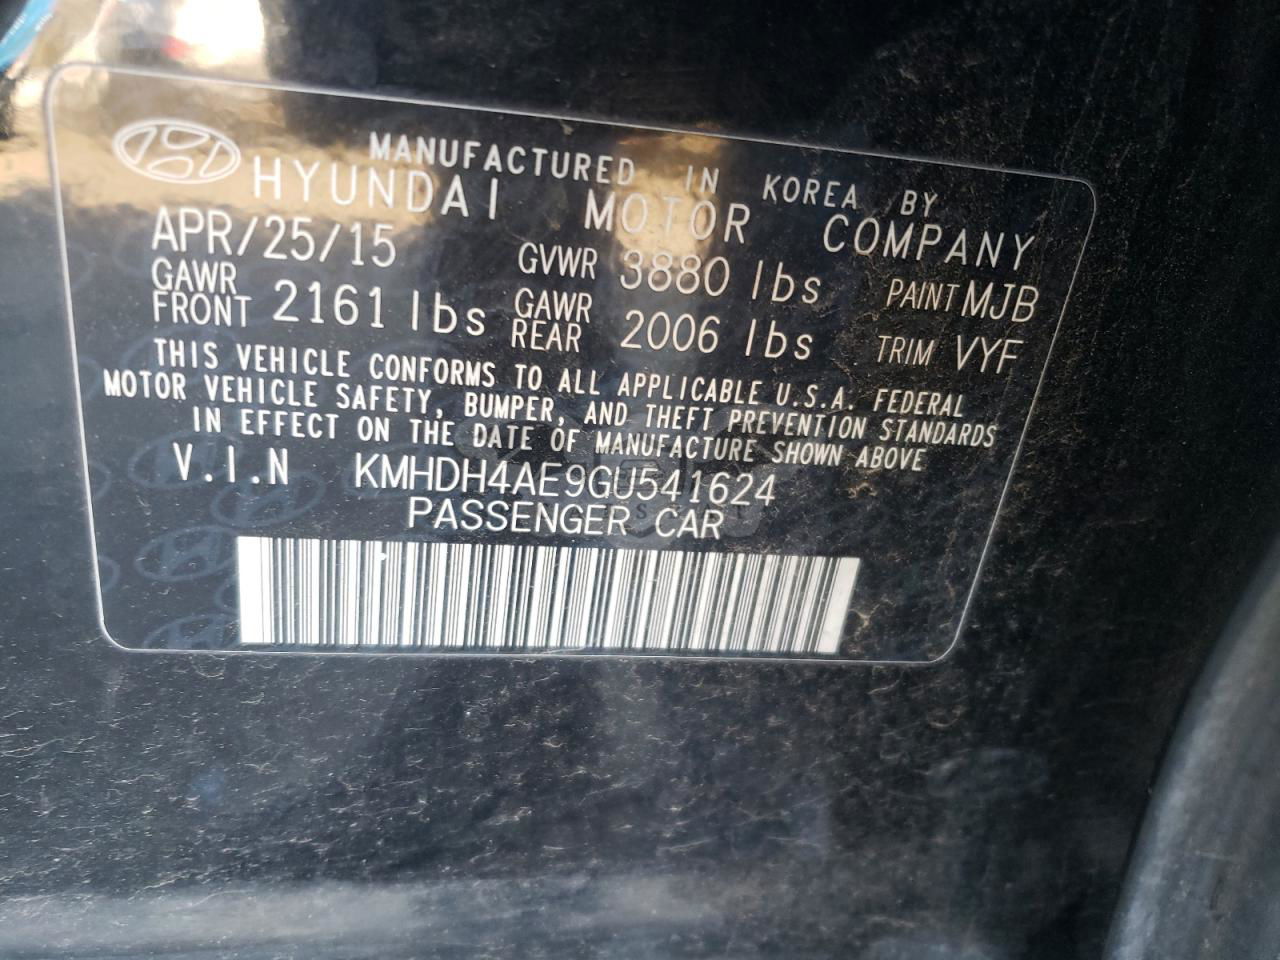 MANUFACTURED IN KOREA BY
HYUNDAI MOTOR COMPANY
APR/25/15 GVWR 3880 lbs PAINT MJB
GAWR FRONT 2161 lbs GAWR REAR 2006 lbs TRIM VYF
THIS VEHICLE CONFORMS TO ALL APPLICABLE U.S.A. FEDERAL
MOTOR VEHICLE SAFETY, BUMPER, AND THEFT PREVENTION STANDARDS
IN EFFECT ON THE DATE OF MANUFACTURE SHOWN ABOVE
V.I.N KMHDH4AE9GU541624
PASSENGER CAR